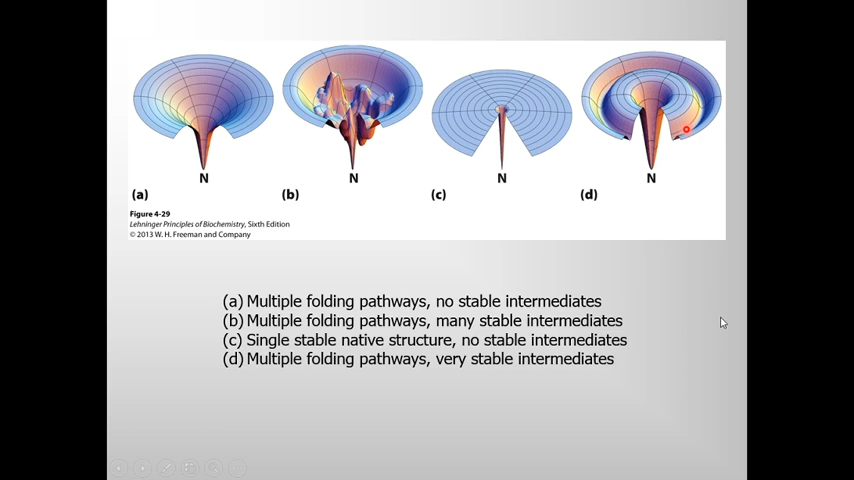 N
N
N
N
(a)
(b)
(c)
(d)
Figure 4-29
Lehninger Principles of Biochemistry, Sixth Edition
© 2013 W. H. Freeman and Company
(a) Multiple folding pathways, no stable intermediates
(b) Multiple folding pathways, many stable intermediates
(c) Single stable native structure, no stable intermediates
(d) Multiple folding pathways, very stable intermediates